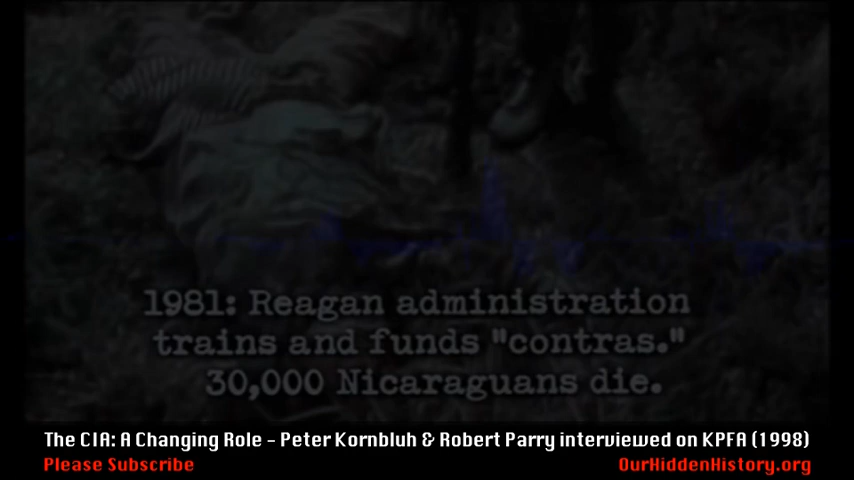 1981: Reagan administration
trains and funds "contras."
30,000 Nicaraguans die.
The CIA: A Changing Role - Peter Kornbluh & Robert Parry interviewed on KPFA (1998)
Please Subscribe
OurHiddenHistory.org